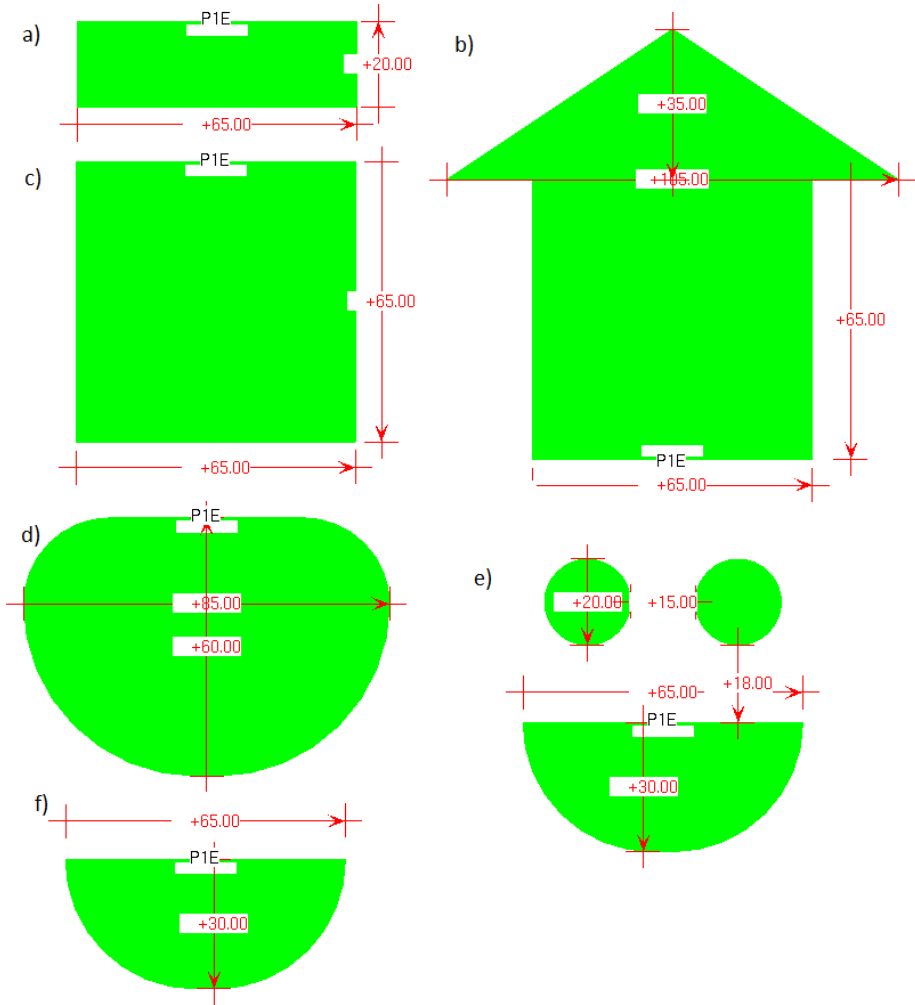 a)
P1E
+20.00
+65.00
b)
+35.00
+105.00
+65.00
P1E
+65.00
c)
P1E
+65.00
+65.00
d)
P1E
+85.00
+60.00
e)
+20.00
+15.00
+18.00
+65.00
P1E
+30.00
f)
+65.00
P1E
+30.00